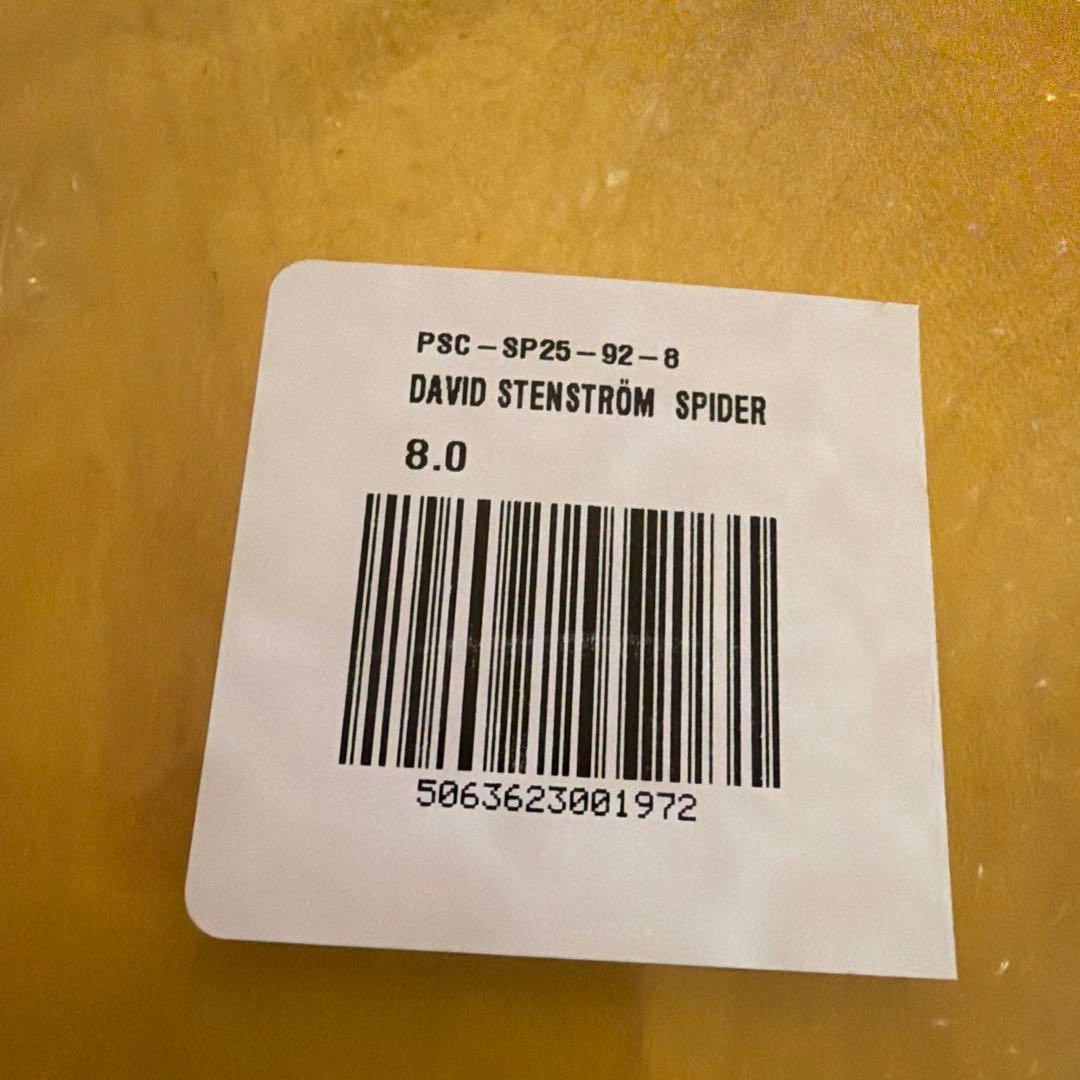 PSC-SP25-92-8
DAVID STENSTRÖM SPIDER
8.0
5063623001972